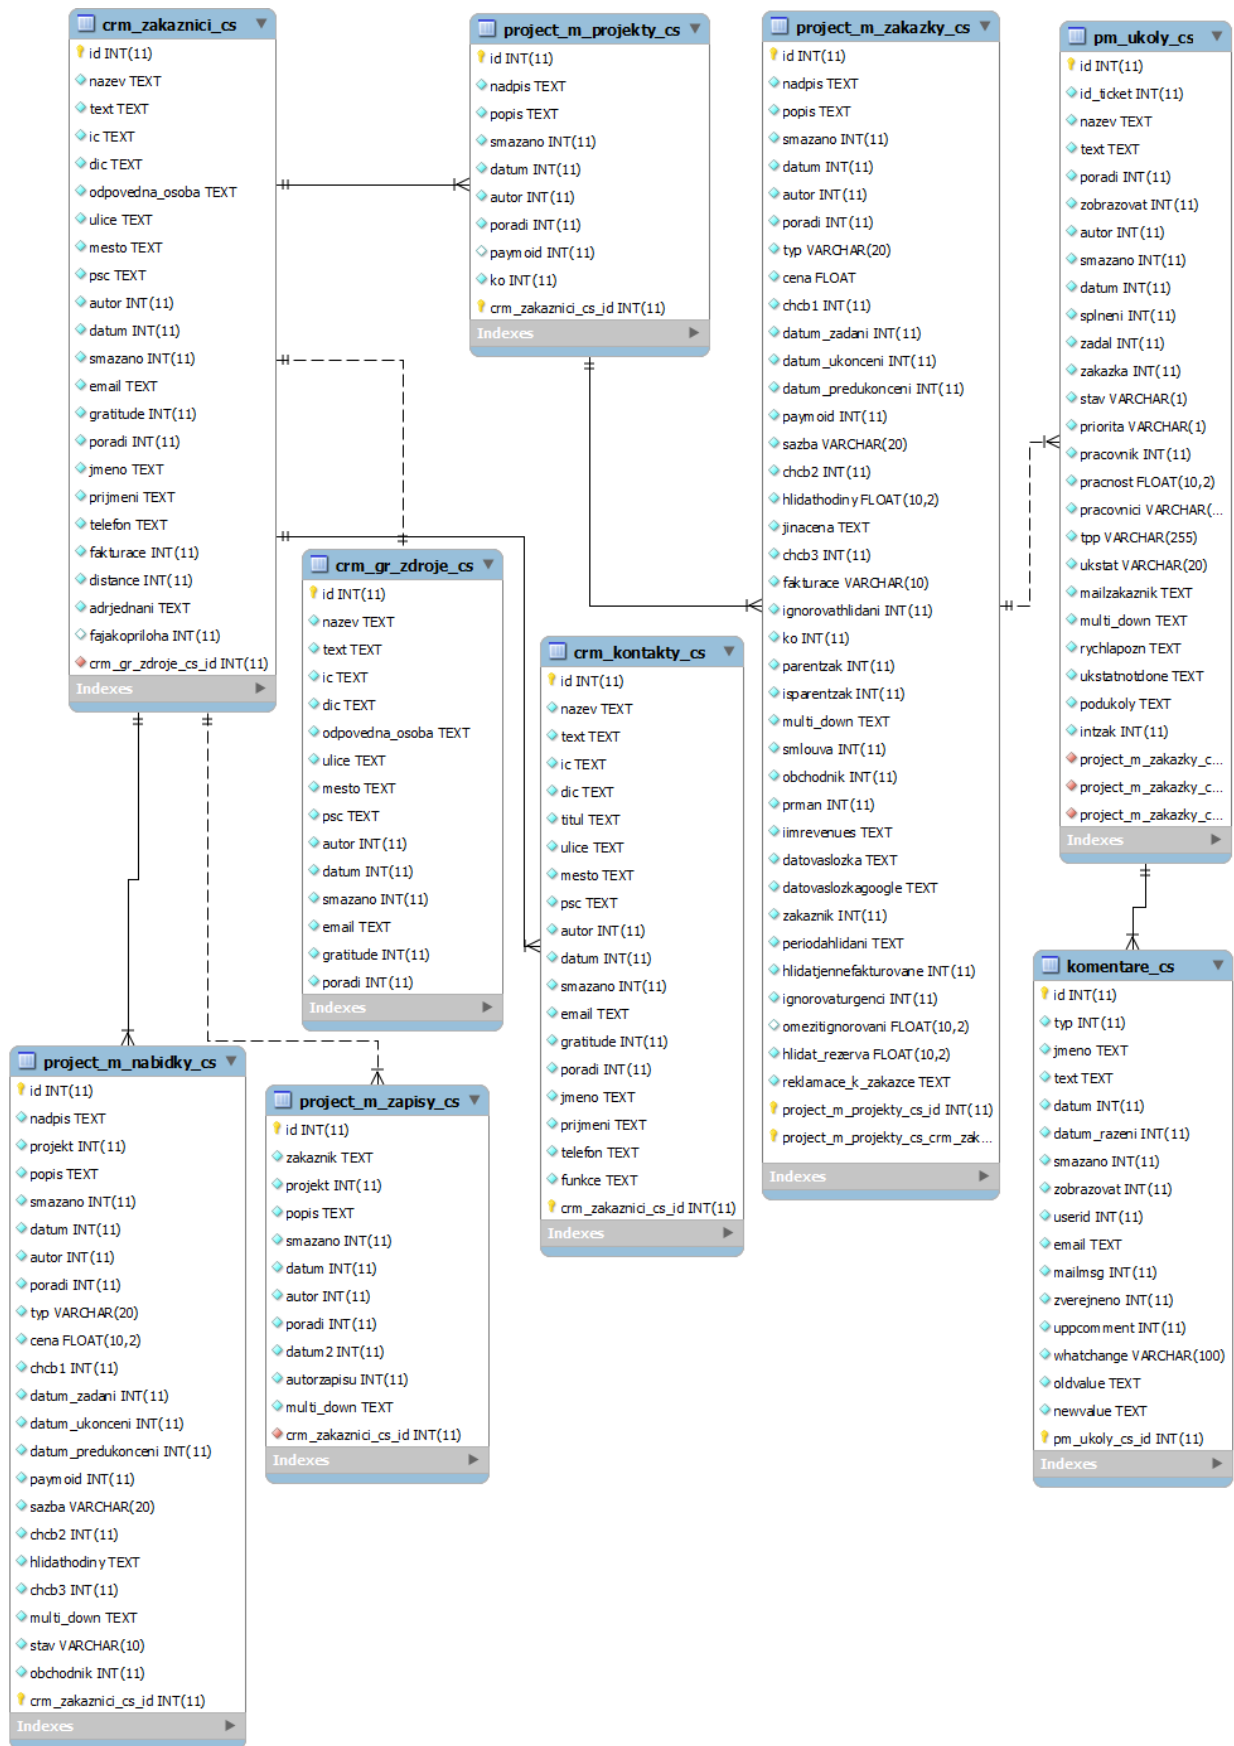 crm_zakaznici_cs
id INT(11)
nazev TEXT
text TEXT
ic TEXT
dic TEXT
odpovedna_osoba TEXT
ulice TEXT
mesto TEXT
psc TEXT
autor INT(11)
datum INT(11)
smazano INT(11)
email TEXT
gratitude INT(11)
poradi INT(11)
jmeno TEXT
prijmeni TEXT
telefon TEXT
fakturace INT(11)
distance INT(11)
adrjednani TEXT
fajakopriloha INT(11)
crm_gr_zdroje_cs_id INT(11)
Indexes
project_m_projekty_cs
id INT(11)
nadpis TEXT
popis TEXT
smazano INT(11)
datum INT(11)
autor INT(11)
poradi INT(11)
paymoid INT(11)
ko INT(11)
crm_zakaznici_cs_id INT(11)
Indexes
project_m_zakazky_cs
id INT(11)
nadpis TEXT
popis TEXT
smazano INT(11)
datum INT(11)
autor INT(11)
poradi INT(11)
typ VARCHAR(20)
cena FLOAT
chcb1 INT(11)
datum_zadani INT(11)
datum_ukonceni INT(11)
datum_predukonceni INT(11)
paymoid INT(11)
sazba VARCHAR(20)
chcb2 INT(11)
hlidathodiny FLOAT(10,2)
jinacena TEXT
chcb3 INT(11)
fakturace VARCHAR(10)
ignorovathlidani INT(11)
ko INT(11)
parentzak INT(11)
isparentzak INT(11)
multi_down TEXT
smlouva INT(11)
obchodnik INT(11)
prman INT(11)
iimrevenues TEXT
datovaslozka TEXT
datovaslozkagoogle TEXT
zakaznik INT(11)
periodahlidani TEXT
hlidatjennefakturovane INT(11)
ignorovaturgenci INT(11)
omezitignorovani FLOAT(10,2)
hlidat_rezerva FLOAT(10,2)
reklamace_k_zakazce TEXT
project_m_projekty_cs_id INT(11)
project_m_projekty_cs_crm_zak...
Indexes
pm_ukoly_cs
id INT(11)
id_ticket INT(11)
nazev TEXT
text TEXT
poradi INT(11)
zobrazovat INT(11)
autor INT(11)
smazano INT(11)
datum INT(11)
splneni INT(11)
zadal INT(11)
zakazka INT(11)
stav VARCHAR(1)
priorita VARCHAR(1)
pracovnik INT(11)
pracnost FLOAT(10,2)
pracovnici VARCHAR(...
tpp VARCHAR(255)
ukstat VARCHAR(20)
mailzakaznik TEXT
multi_down TEXT
rychlapozn TEXT
ukstatnotdone TEXT
podukoly TEXT
intzak INT(11)
project_m_zakazky_c...
project_m_zakazky_c...
project_m_zakazky_c...
Indexes
crm_gr_zdroje_cs
id INT(11)
nazev TEXT
text TEXT
ic TEXT
dic TEXT
odpovedna_osoba TEXT
ulice TEXT
mesto TEXT
psc TEXT
autor INT(11)
datum INT(11)
smazano INT(11)
email TEXT
gratitude INT(11)
poradi INT(11)
Indexes
crm_kontakty_cs
id INT(11)
nazev TEXT
text TEXT
ic TEXT
dic TEXT
titul TEXT
ulice TEXT
mesto TEXT
psc TEXT
autor INT(11)
datum INT(11)
smazano INT(11)
email TEXT
gratitude INT(11)
poradi INT(11)
jmeno TEXT
prijmeni TEXT
telefon TEXT
funkce TEXT
crm_zakaznici_cs_id INT(11)
Indexes
komentare_cs
id INT(11)
typ INT(11)
jmeno TEXT
text TEXT
datum INT(11)
datum_razeni INT(11)
smazano INT(11)
zobrazovat INT(11)
userid INT(11)
email TEXT
mailmsg INT(11)
zverejneno INT(11)
uppcomment INT(11)
whatchange VARCHAR(100)
oldvalue TEXT
newvalue TEXT
pm_ukoly_cs_id INT(11)
Indexes
project_m_nabidky_cs
id INT(11)
nadpis TEXT
projekt INT(11)
popis TEXT
smazano INT(11)
datum INT(11)
autor INT(11)
poradi INT(11)
typ VARCHAR(20)
cena FLOAT(10,2)
chcb1 INT(11)
datum_zadani INT(11)
datum_ukonceni INT(11)
datum_predukonceni INT(11)
paymoid INT(11)
sazba VARCHAR(20)
chcb2 INT(11)
hlidathodiny TEXT
chcb3 INT(11)
multi_down TEXT
stav VARCHAR(10)
obchodnik INT(11)
crm_zakaznici_cs_id INT(11)
Indexes
project_m_zapisy_cs
id INT(11)
zakaznik TEXT
projekt INT(11)
popis TEXT
smazano INT(11)
datum INT(11)
autor INT(11)
poradi INT(11)
datum2 INT(11)
autorzapisu INT(11)
multi_down TEXT
crm_zakaznici_cs_id INT(11)
Indexes